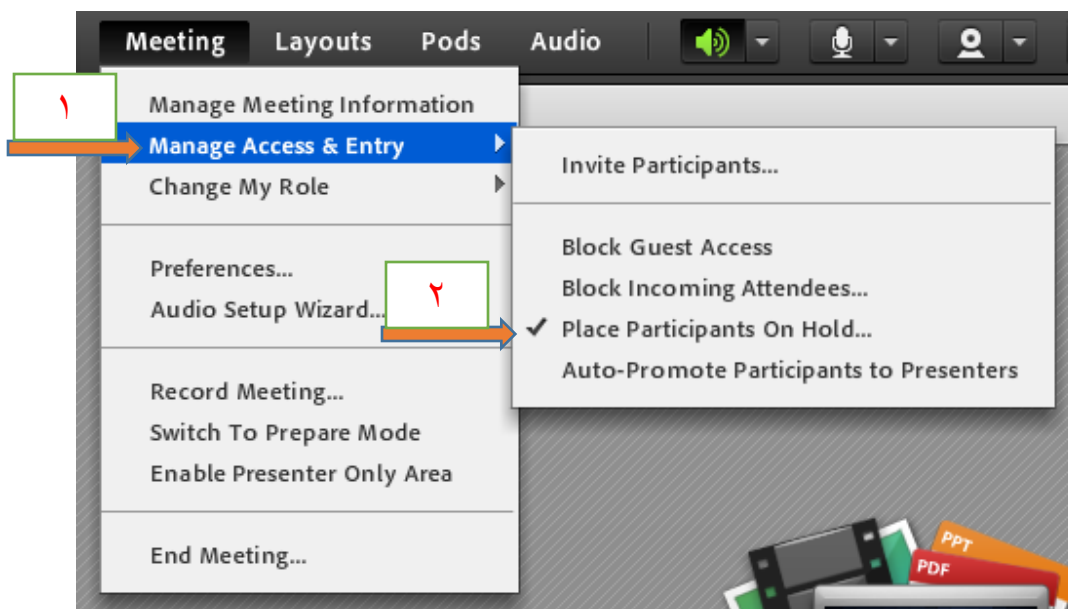 Meeting Layouts Pods Audio
۱
Manage Meeting Information
Manage Access & Entry
Change My Role
Preferences...
Audio Setup Wizard...
Record Meeting...
Switch To Prepare Mode
Enable Presenter Only Area
End Meeting...
Invite Participants...
Block Guest Access
Block Incoming Attendees...
۲
Place Participants On Hold...
Auto-Promote Participants to Presenters
PPT
PDF